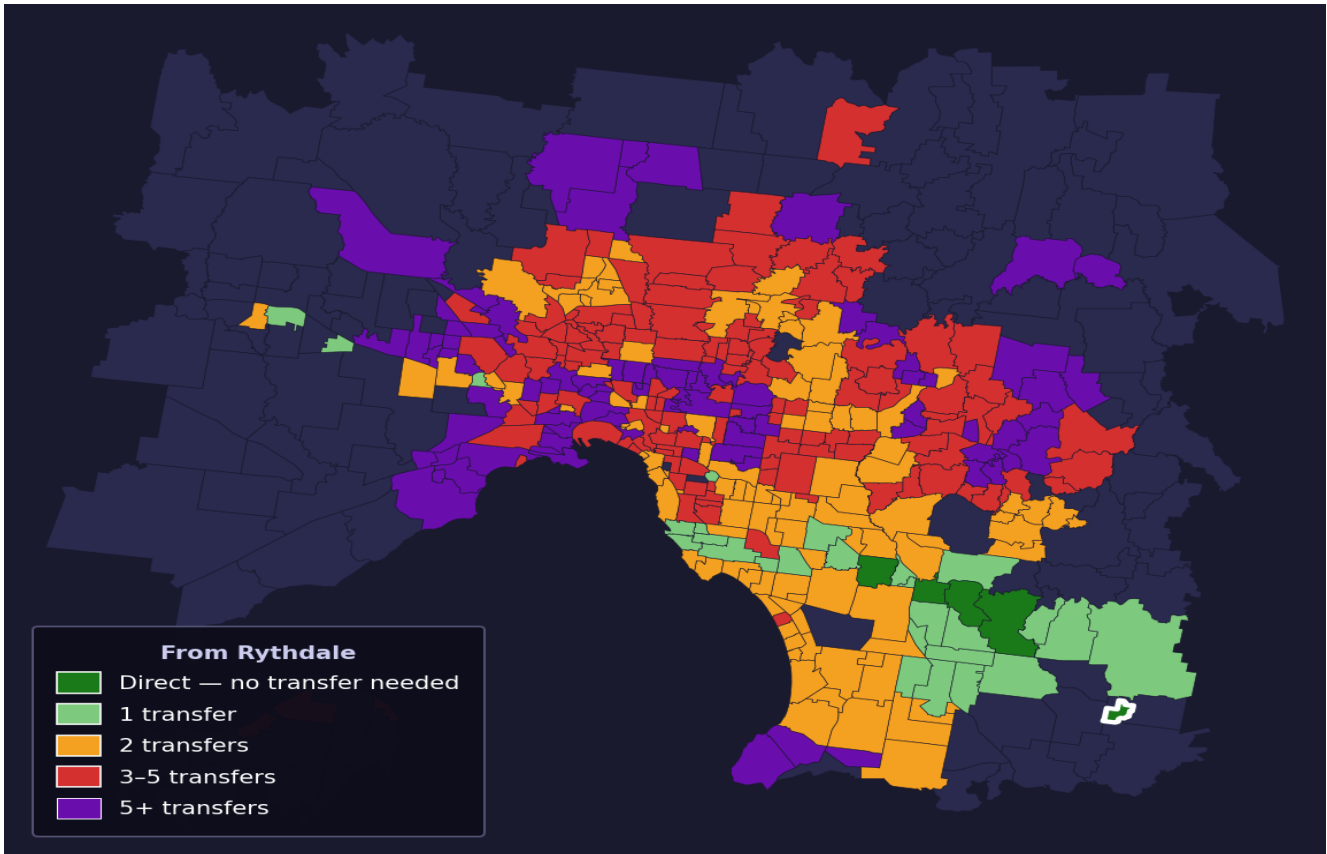 From Rythdale
Direct — no transfer needed
1 transfer
2 transfers
3–5 transfers
5+ transfers